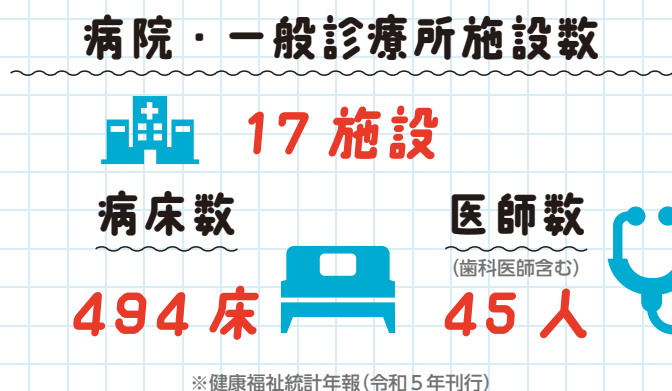 病院・一般診療所施設数
17 施設
病床数
494 床
医師数
(歯科医師含む)
45 人
※健康福祉統計年報(令和5年刊行)